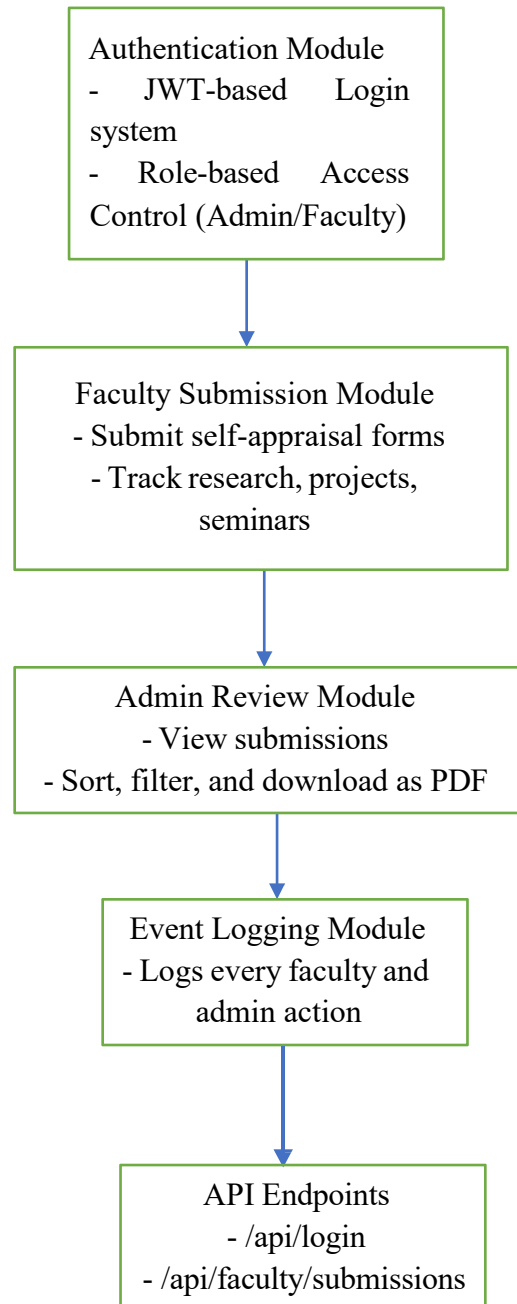 Authentication Module
- JWT-based Login
system
- Role-based Access
Control (Admin/Faculty)
Faculty Submission Module
- Submit self-appraisal forms
- Track research, projects,
seminars
Admin Review Module
- View submissions
- Sort, filter, and download as PDF
Event Logging Module
- Logs every faculty and
admin action
API Endpoints
- /api/login
- /api/faculty/submissions